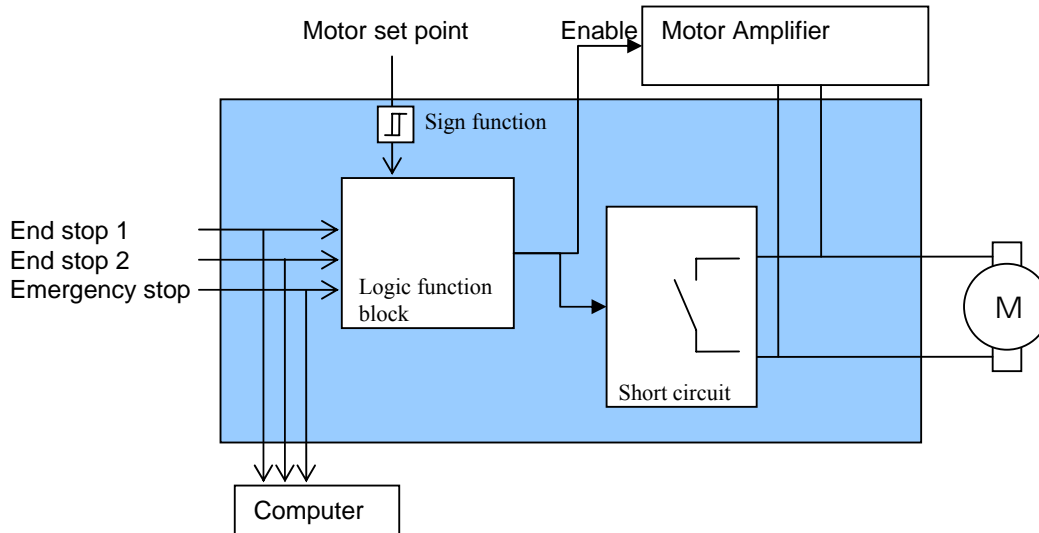 Motor set point
Enable
Motor Amplifier
Sign function
End stop 1
End stop 2
Emergency stop
Logic function
block
Short circuit
M
Computer